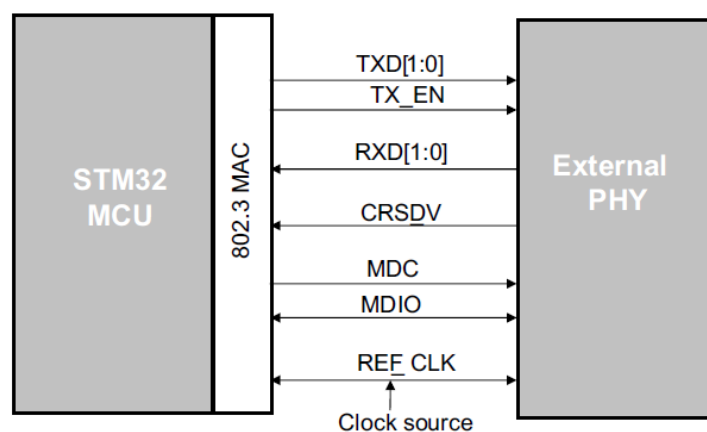 STM32
MCU
802.3 MAC
TXD[1:0]
TX_EN
RXD[1:0]
CRSDV
MDC
MDIO
REF_CLK
Clock source
External
PHY